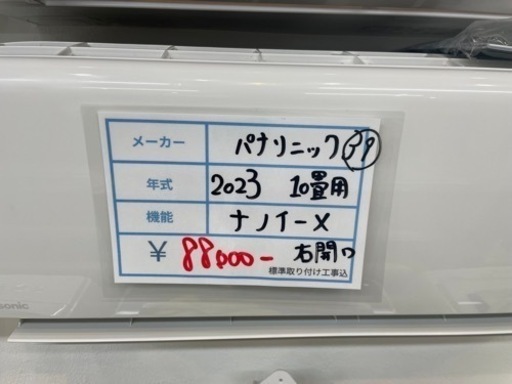 メーカー パナソニック 39
年式 2023 10畳用
機能 ナノイーX
¥ 88,000- 右開口
標準取り付け工事込
sonic